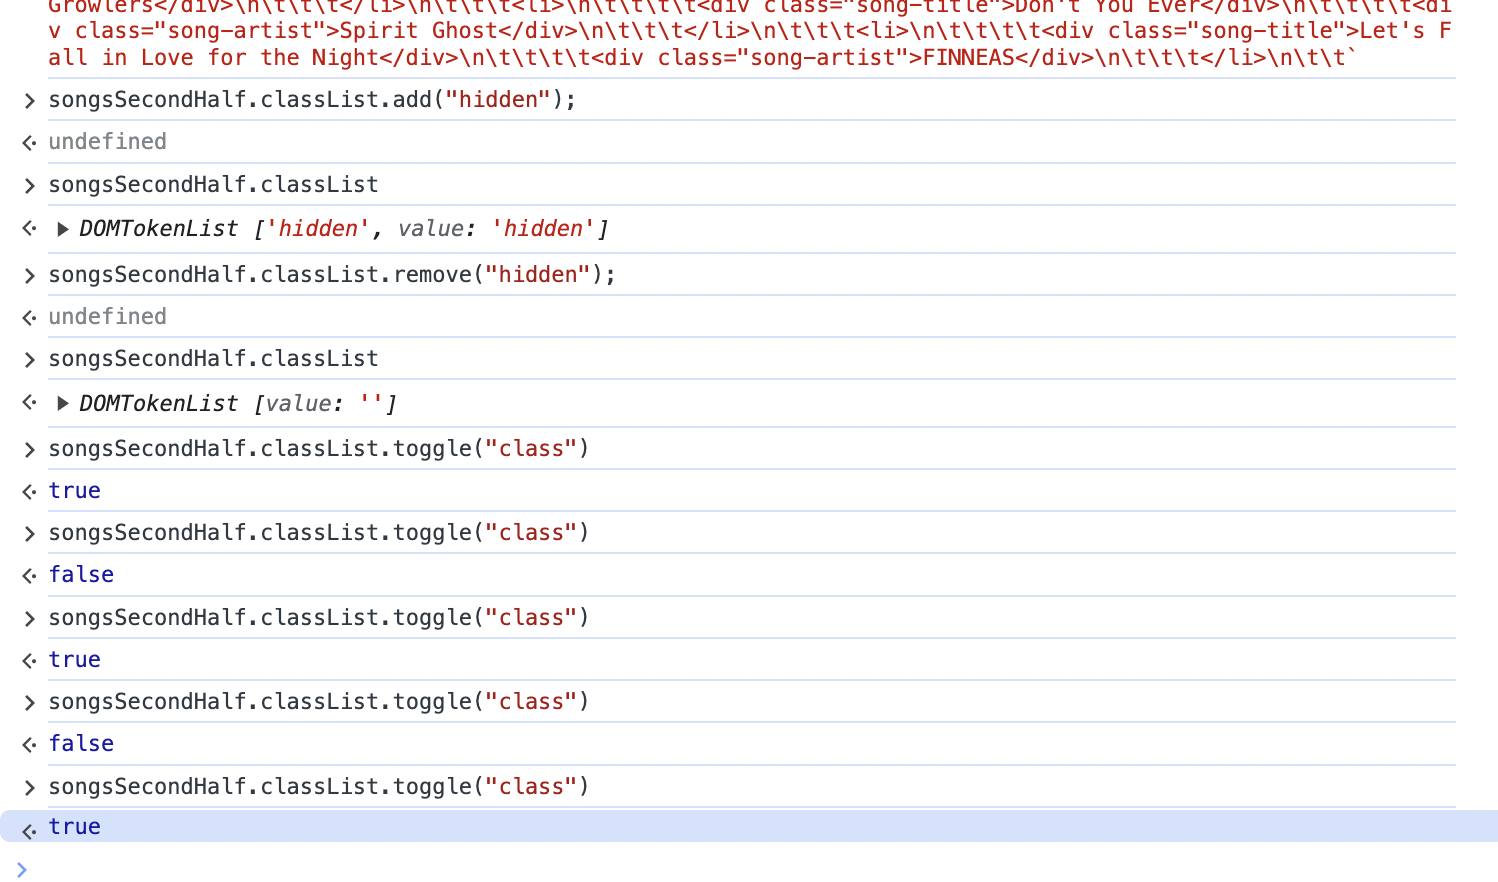 Growlers</div>\n\t\t\t\t</li>\n\t\t\t\t<li>\n\t\t\t\t\t<div class="song-title">Don't You Ever</div>\n\t\t\t\t\t<di
v class="song-artist">Spirit Ghost</div>\n\t\t\t\t</li>\n\t\t\t\t<li>\n\t\t\t\t\t<div class="song-title">Let's F
all in Love for the Night</div>\n\t\t\t\t\t<div class="song-artist">FINNEAS</div>\n\t\t\t\t</li>\n\t\t\t`
> songsSecondHalf.classList.add("hidden");
undefined
> songsSecondHalf.classList
DOMTokenList ['hidden', value: 'hidden']
> songsSecondHalf.classList.remove("hidden");
undefined
> songsSecondHalf.classList
DOMTokenList [value: '']
> songsSecondHalf.classList.toggle("class")
true
> songsSecondHalf.classList.toggle("class")
false
> songsSecondHalf.classList.toggle("class")
true
> songsSecondHalf.classList.toggle("class")
false
> songsSecondHalf.classList.toggle("class")
true
>